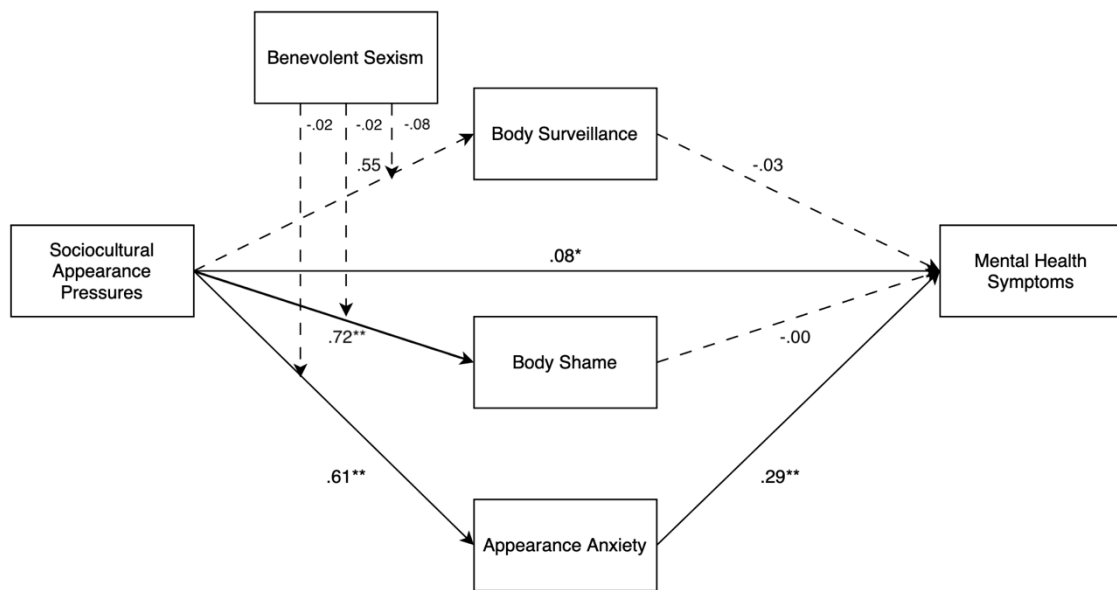 Benevolent Sexism
-.02
-.02
-.08
Body Surveillance
.55
-.03
Sociocultural
Appearance
Pressures
.08*
Mental Health
Symptoms
.72**
Body Shame
-.00
.61**
.29**
Appearance Anxiety